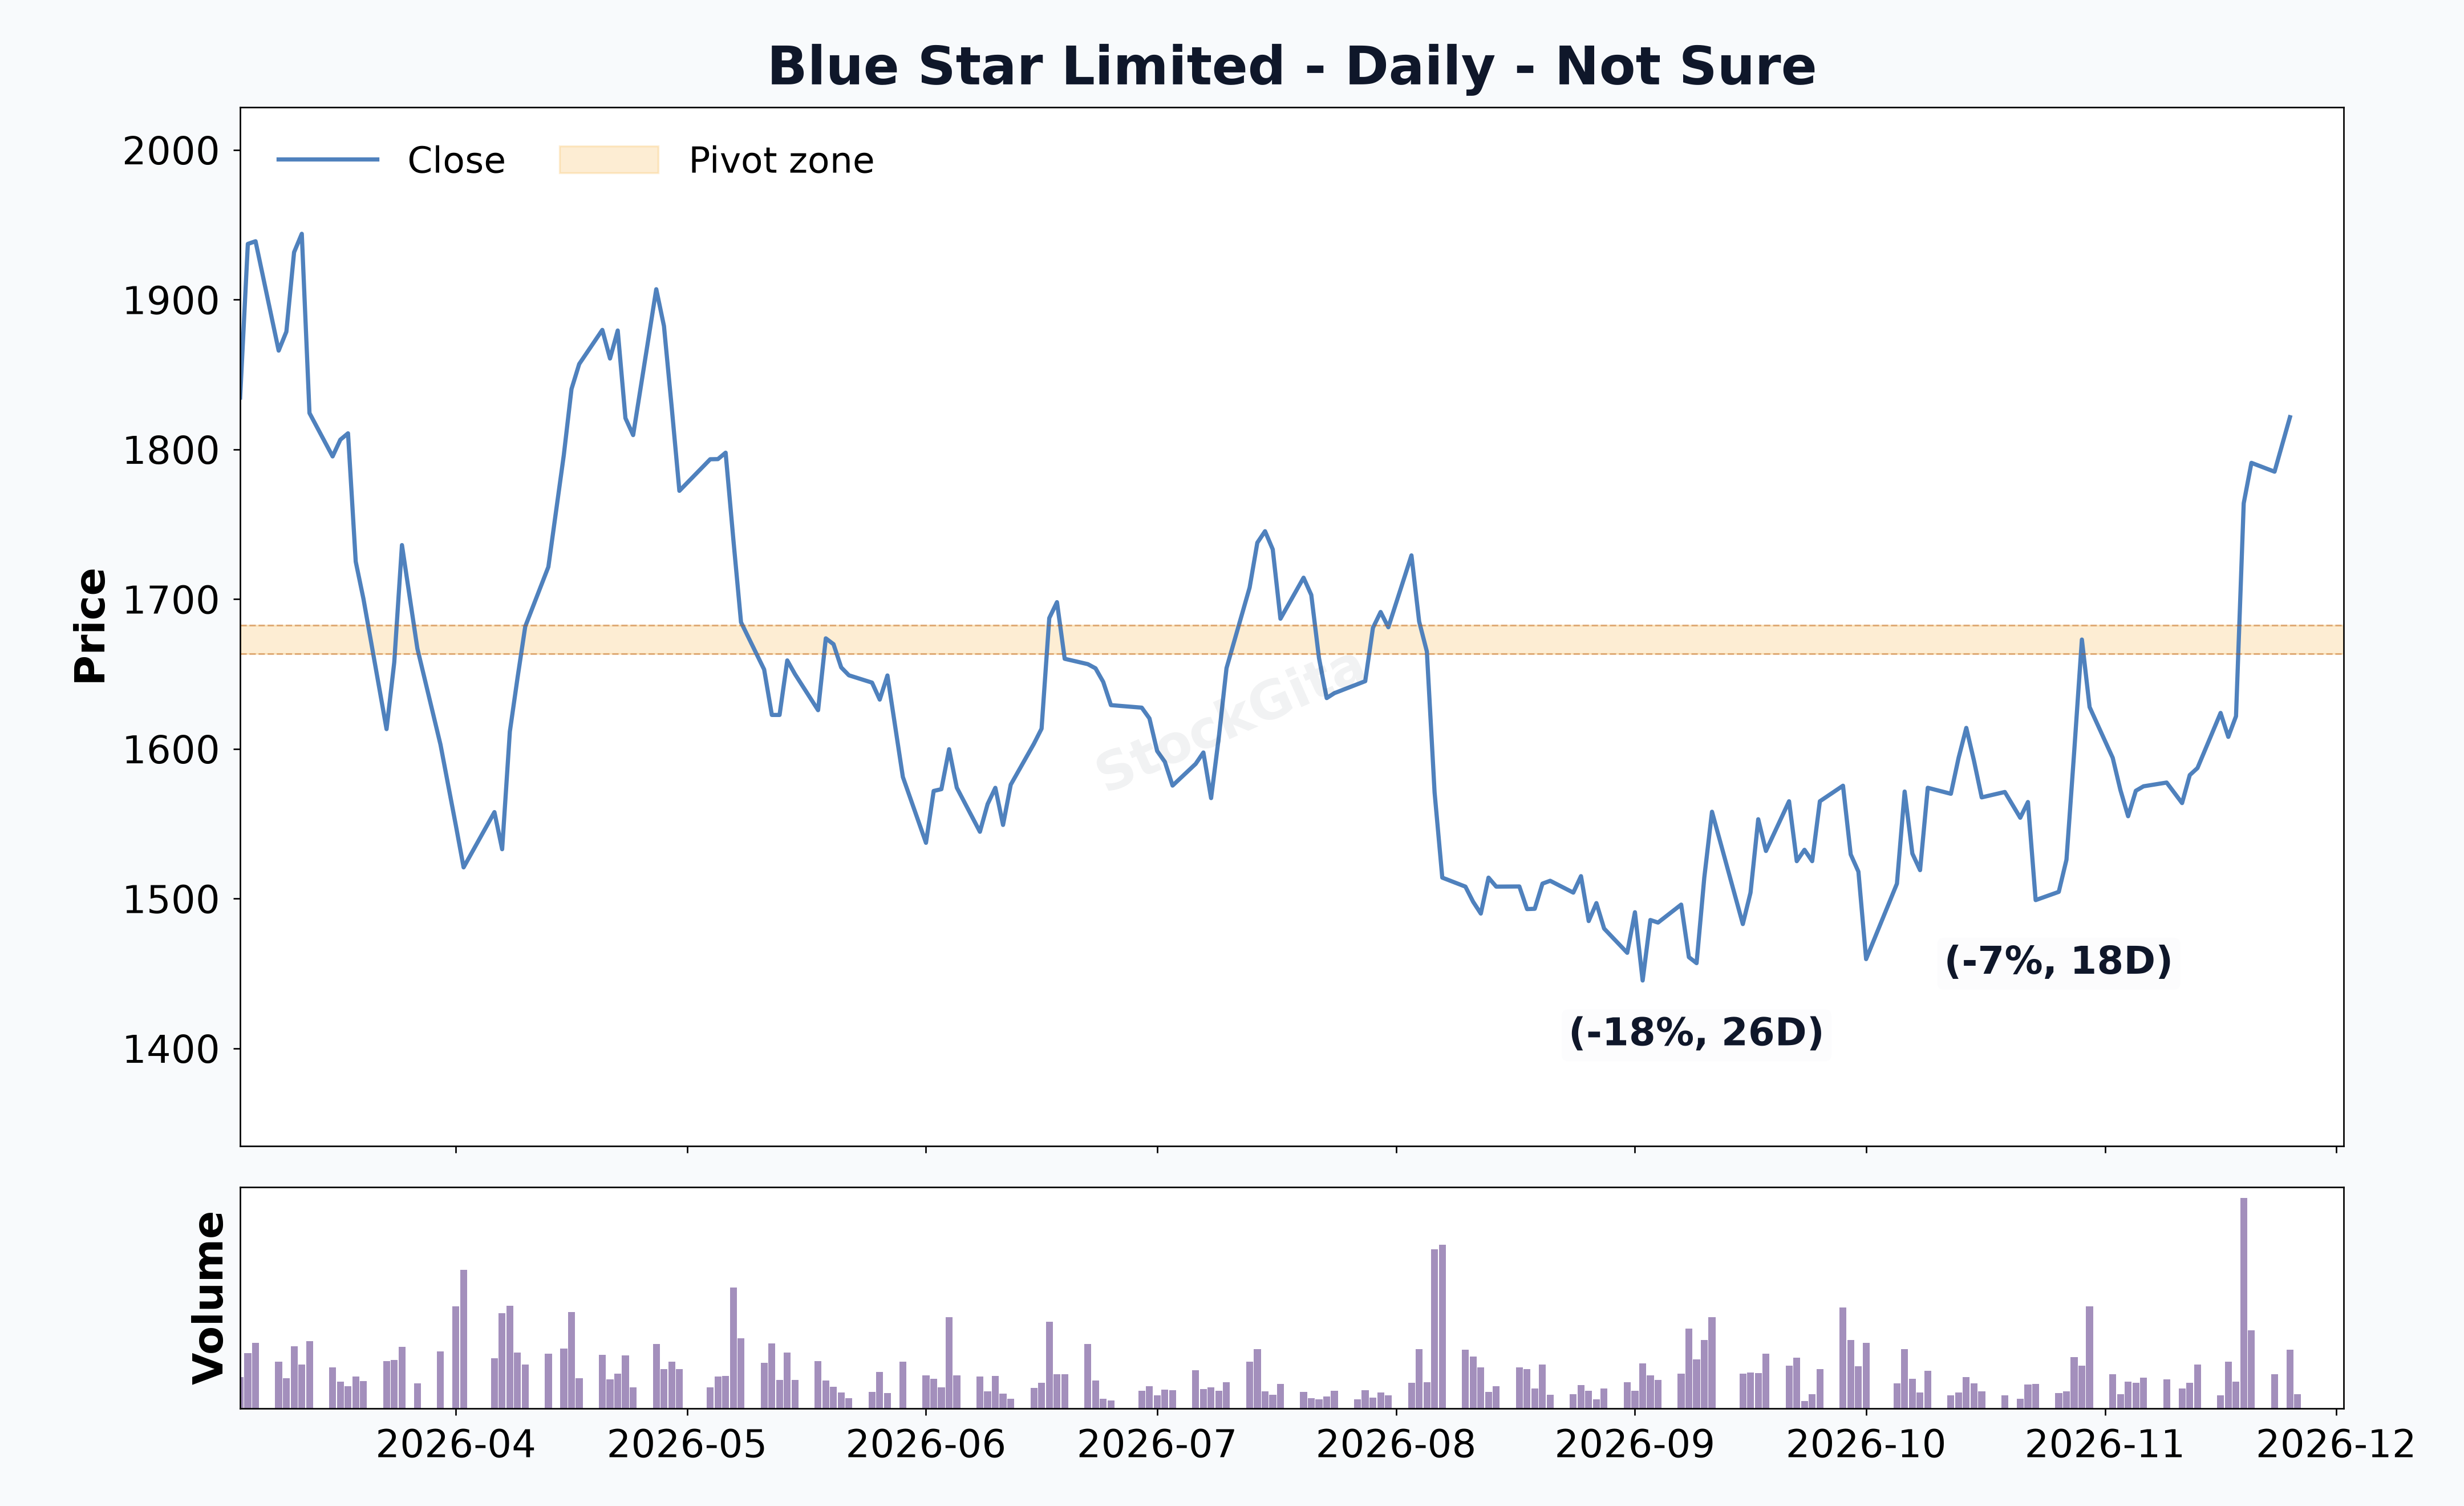 Blue Star Limited - Daily - Not Sure
Close
Pivot zone
Price
2000
1900
1800
1700
1600
1500
1400
StockGita
(-7%, 18D)
(-18%, 26D)
Volume
2026-04
2026-05
2026-06
2026-07
2026-08
2026-09
2026-10
2026-11
2026-12